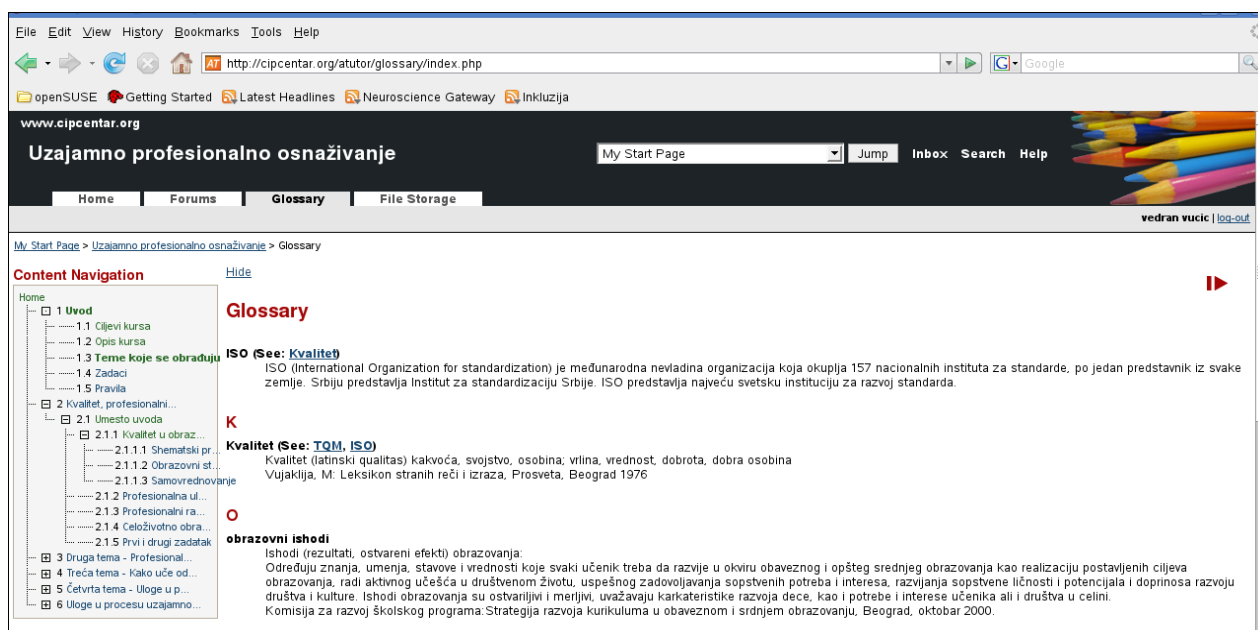 File Edit View History Bookmarks Tools Help
http://cipcentar.org/atutor/glossary/index.php
Google
openSUSE Getting Started Latest Headlines Neuroscience Gateway Inkluzija
www.cipcentar.org
Uzajamno profesionalno osnaživanje
My Start Page Jump Inbox Search Help
Home Forums Glossary File Storage
vedran vucic | log-out
My Start Page > Uzajamno profesionalno osnaživanje > Glossary
Content Navigation
Home
1 Uvod
1.1 Ciljevi kursa
1.2 Opis kursa
1.3 Teme koje se obrađuju
1.4 Zadaci
1.5 Pravila
2 Kvalitet, profesionalni...
2.1 Umesto uvoda
2.1.1 Kvalitet u obraz...
2.1.1.1 Shematski pr...
2.1.1.2 Obrazovni st...
2.1.1.3 Samovrednovanje
2.1.2 Profesionalna ul...
2.1.3 Profesionalni ra...
2.1.4 Celoživotno obra...
2.1.5 Prvi i drugi zadatak
3 Druga tema - Profesional...
4 Treća tema - Kako uče od...
5 Četvrta tema - Uloge u p...
6 Uloge u procesu uzajamno...
Hide
Glossary
ISO (See: Kvalitet)
ISO (International Organization for standardization) je međunarodna nevladina organizacija koja okuplja 157 nacionalnih instituta za standarde, po jedan predstavnik iz svake
zemlje. Srbiju predstavlja Institut za standardizaciju Srbije. ISO predstavlja najveću svetsku instituciju za razvoj standarda.
K
Kvalitet (See: TQM, ISO)
Kvalitet (latinski qualitas) kakvoća, svojstvo, osobina; vrlina, vrednost, dobrota, dobra osobina
Vujaklija, M: Leksikon stranih reči i izraza, Prosveta, Beograd 1976
O
obrazovni ishodi
Ishodi (rezultati, ostvareni efekti) obrazovanja:
Određuju znanja, umenja, stavove i vrednosti koje svaki učenik treba da razvije u okviru obaveznog i opšteg srednjeg obrazovanja kao realizaciju postavljenih ciljeva
obrazovanja, radi aktivnog učešća u društvenom životu, uspešnog zadovoljavanja sopstvenih potreba i interesa, razvijanja sopstvene ličnosti i potencijala i doprinosa razvoju
društva i kulture. Ishodi obrazovanja su ostvariljivi i merljivi, uvažavaju karkateristike razvoja dece, kao i potrebe i interese učenika ali i društva u celini.
Komisija za razvoj školskog programa:Strategija razvoja kurikuluma u obaveznom i srdnjem obrazovanju, Beograd, oktobar 2000.